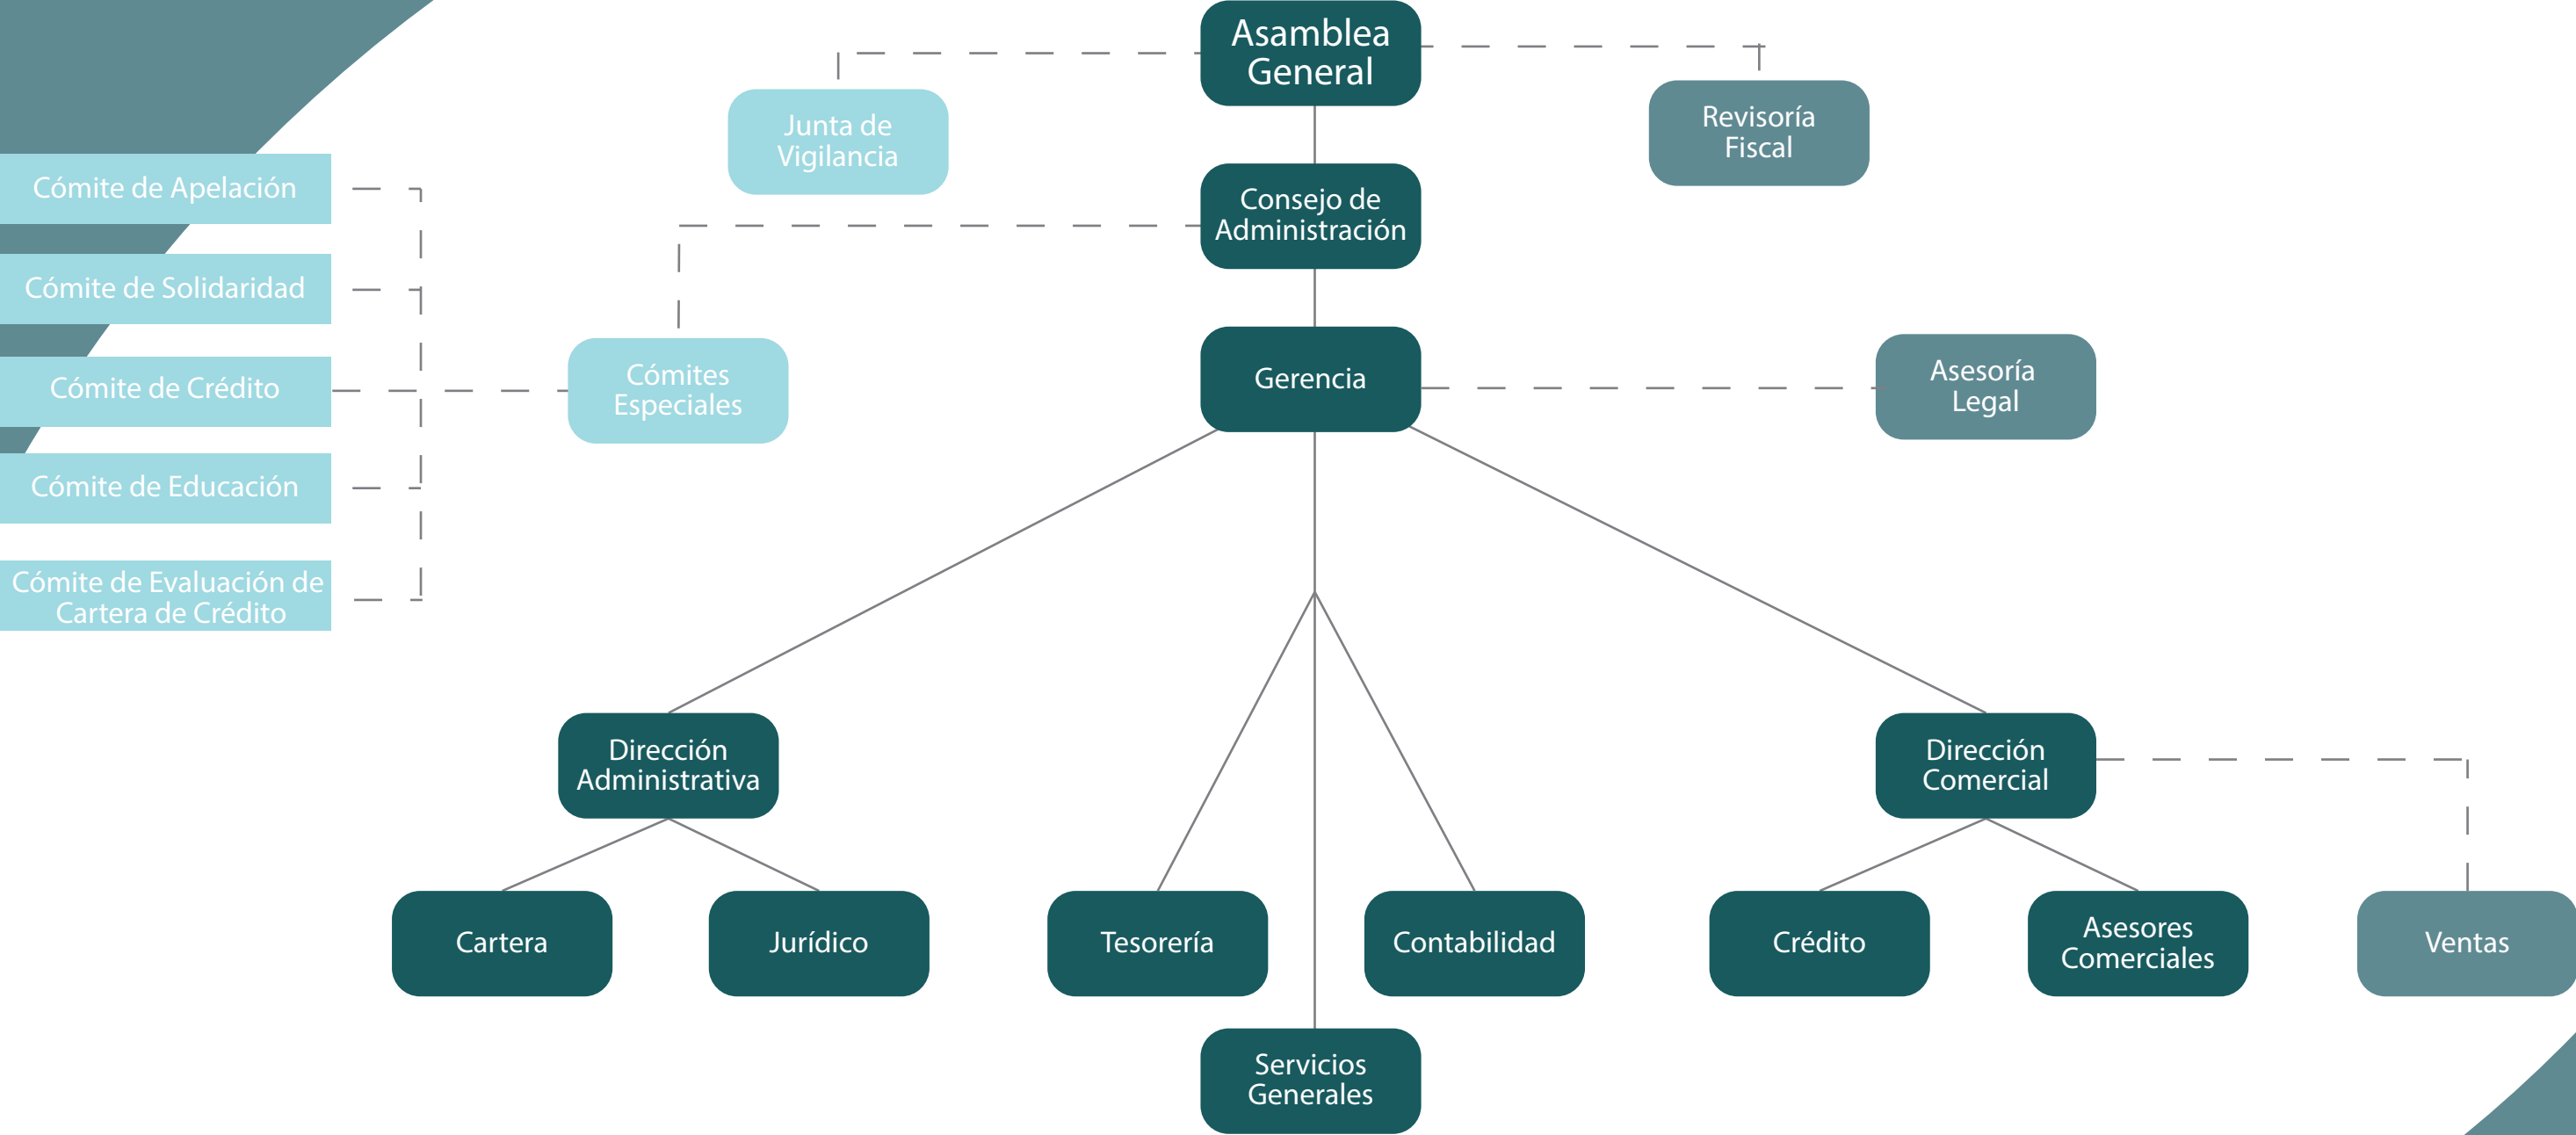 Asamblea
General
Junta de
Vigilancia
Revisoría
Fiscal
Consejo de
Administración
Cómite de Apelación
Cómite de Solidaridad
Cómite de Crédito
Cómite de Educación
Cómite de Evaluación de
Cartera de Crédito
Cómites
Especiales
Gerencia
Asesoría
Legal
Dirección
Administrativa
Dirección
Comercial
Cartera
Jurídico
Tesorería
Contabilidad
Crédito
Asesores
Comerciales
Ventas
Servicios
Generales